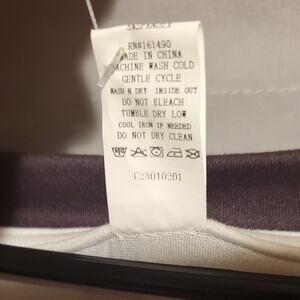 RN#161490
MADE IN CHINA
MACHINE WASH COLD
GENTLE CYCLE
WASH N DRY INSIDE OUT
DO NOT BLEACH
TUMBLE DRY LOW
COOL IRON IF NEEDED
DO NOT DRY CLEAN
C23010201